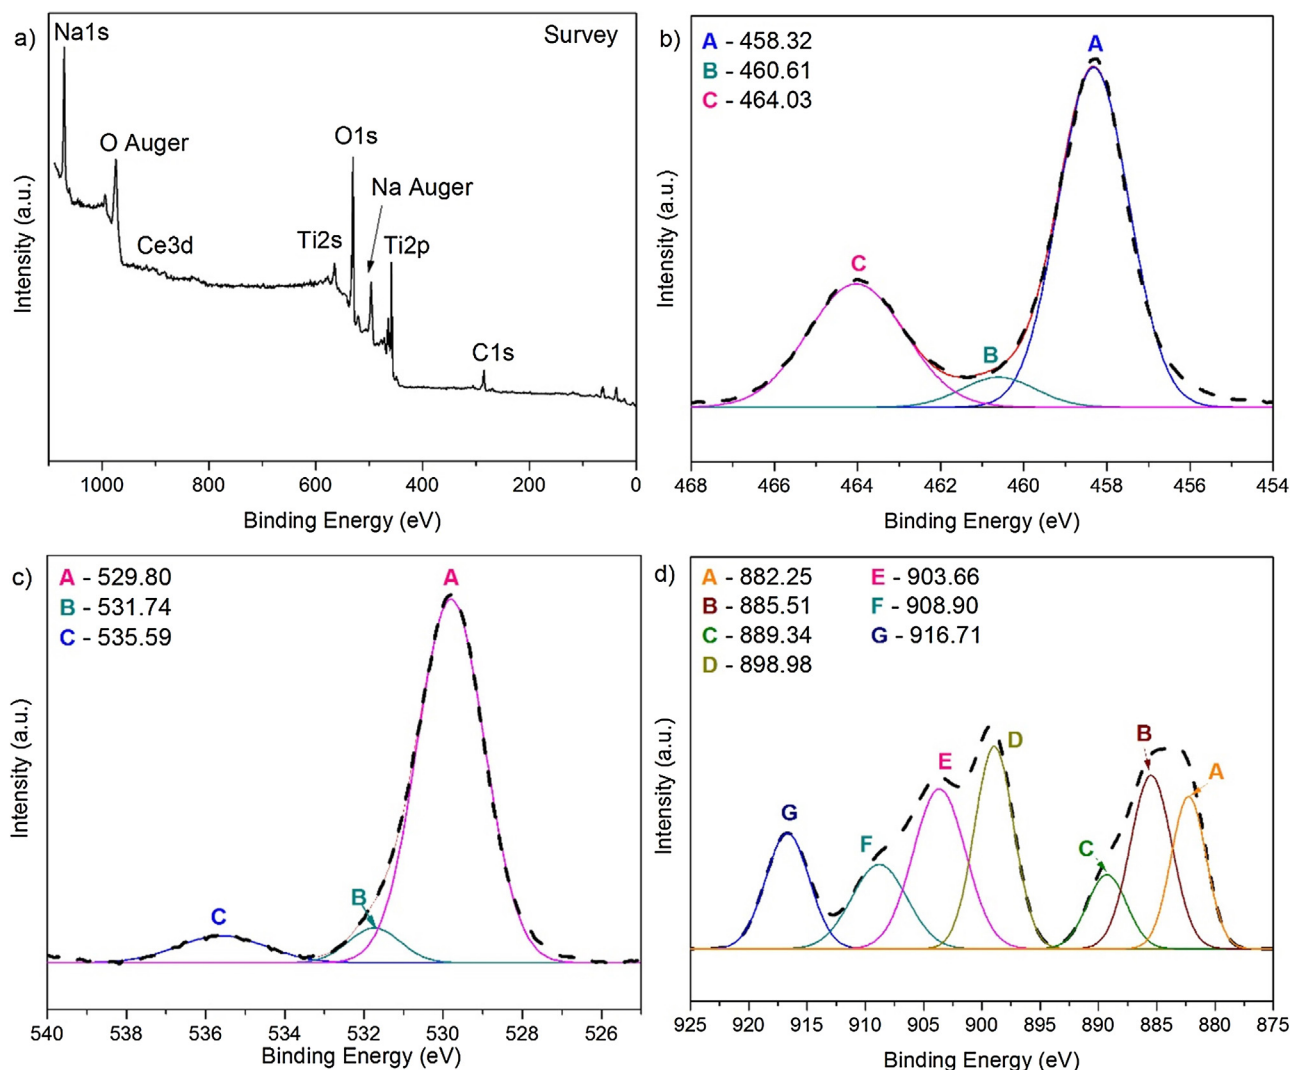 a)
Survey
Na1s
O Auger
Ce3d
Ti2s
O1s
Na Auger
Ti2p
C1s
Intensity (a.u.)
1000 800 600 400 200 0
Binding Energy (eV)
b)
A - 458.32
B - 460.61
C - 464.03
A
C
B
Intensity (a.u.)
468 466 464 462 460 458 456 454
Binding Energy (eV)
c)
A - 529.80
B - 531.74
C - 535.59
A
B
C
Intensity (a.u.)
540 538 536 534 532 530 528 526
Binding Energy (eV)
d)
A - 882.25 E - 903.66
B - 885.51 F - 908.90
C - 889.34 G - 916.71
D - 898.98
G
F
E
D
C
B
A
Intensity (a.u.)
925 920 915 910 905 900 895 890 885 880 875
Binding Energy (eV)